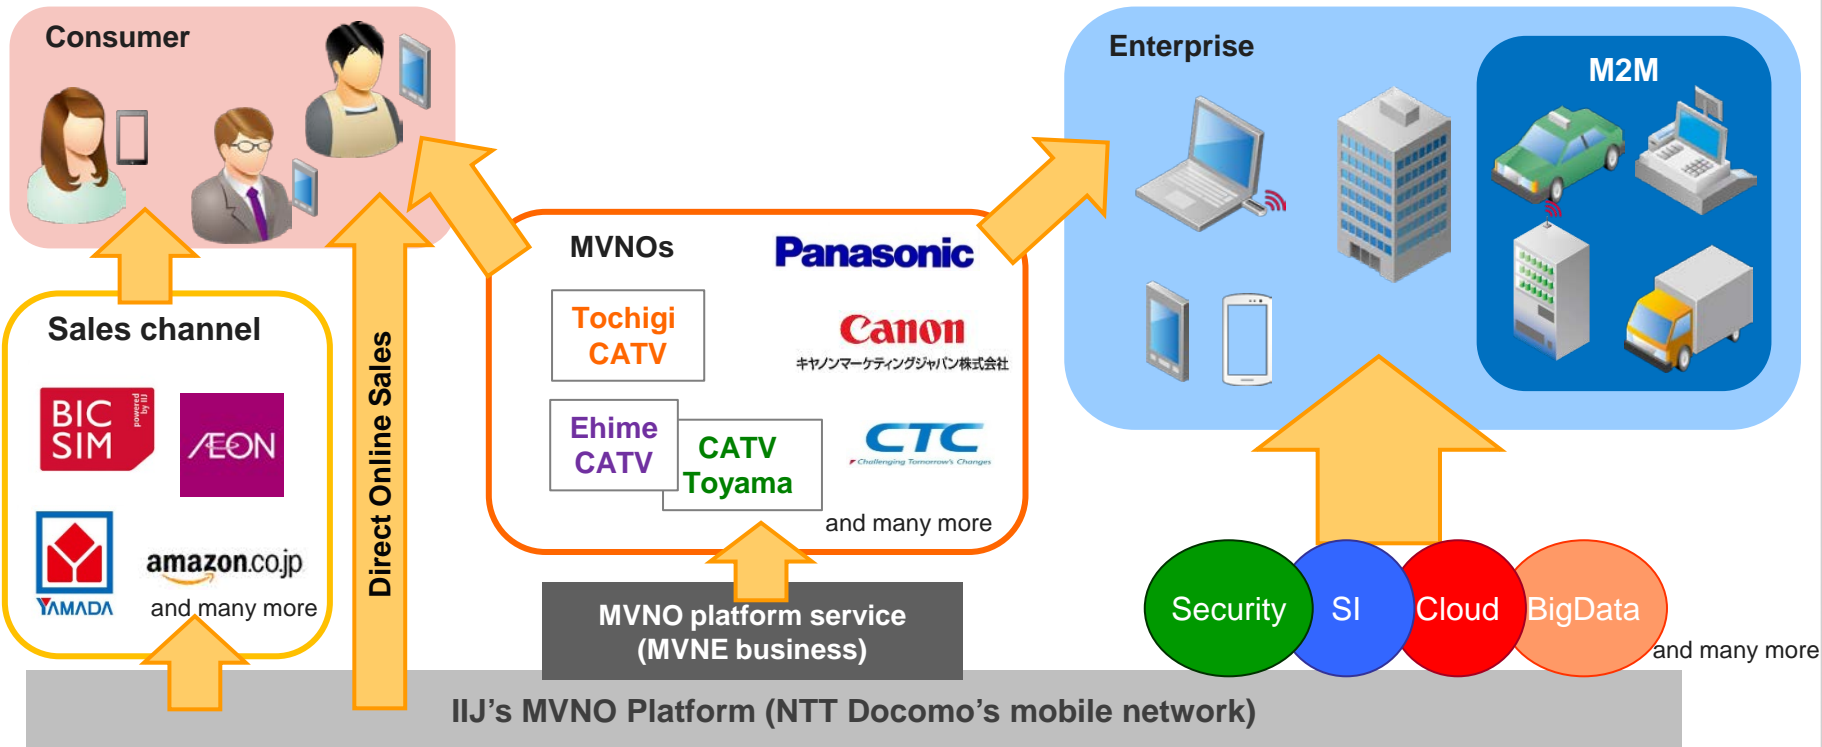 Consumer
Sales channel
BIC
SIM
powered
by IIJ
ÆON
YAMADA
amazon.co.jp
and many more
Direct Online Sales
MVNOs
Panasonic
Tochigi
CATV
Canon
キヤノンマーケティングジャパン株式会社
Ehime
CATV
CATV
Toyama
CTC
Challenging Tomorrow's Changes
and many more
MVNO platform service
(MVNE business)
Enterprise
M2M
Security
SI
Cloud
BigData
and many more
IIJ’s MVNO Platform (NTT Docomo’s mobile network)